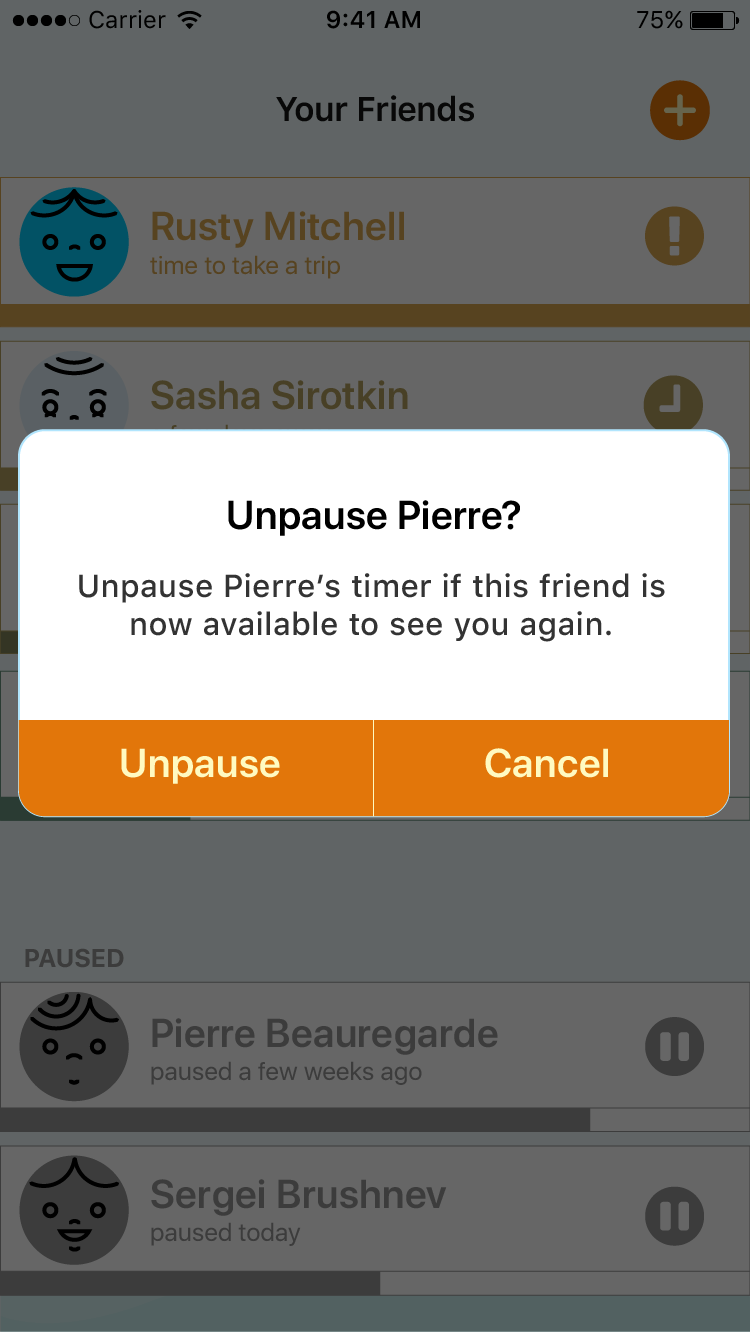 Carrier 9:41 AM 75%
Your Friends
Rusty Mitchell
time to take a trip
Sasha Sirotkin
Unpause Pierre?
Unpause Pierre’s timer if this friend is
now available to see you again.
Unpause Cancel
PAUSED
Pierre Beauregarde
paused a few weeks ago
Sergei Brushnev
paused today